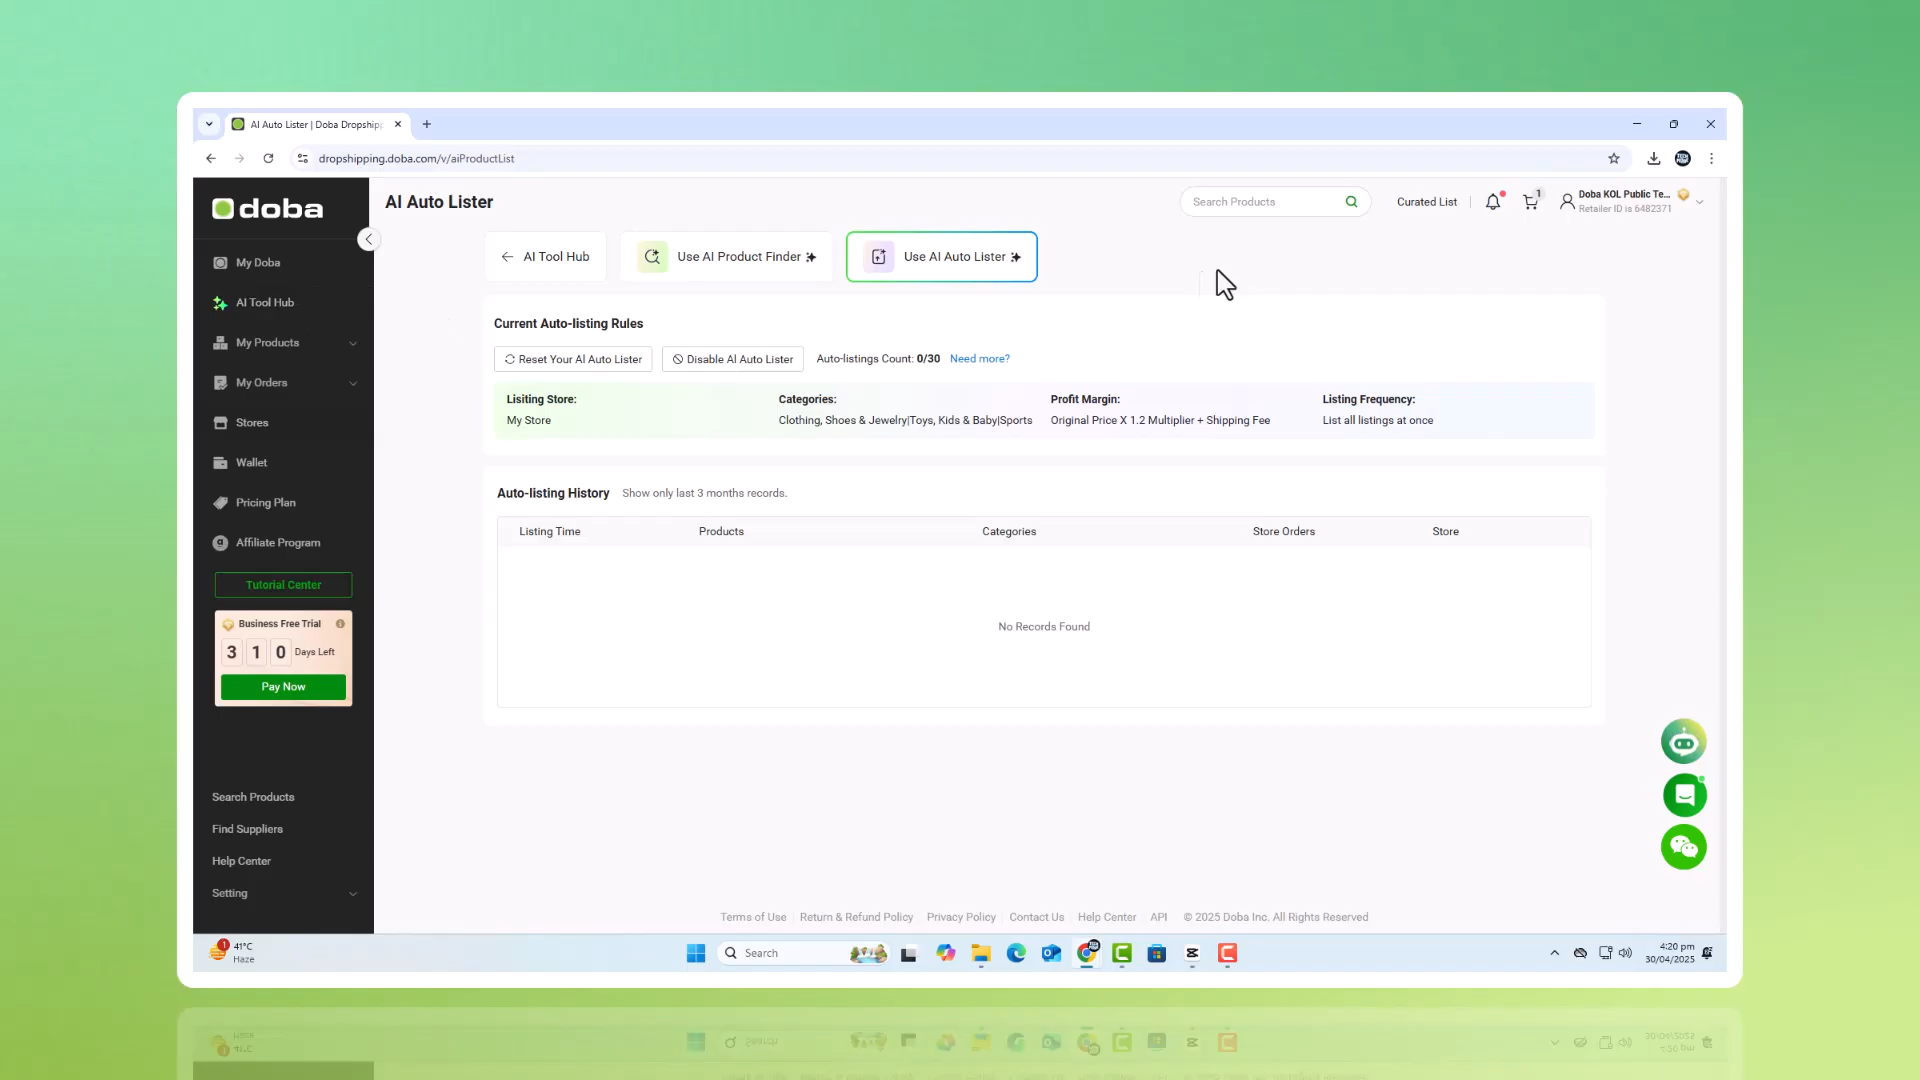 AI Auto Lister | Doba Dropshipp
dropshipping.doba.com/v/aiProductList
doba
AI Auto Lister
Search Products
Curated List
1
Doba KOL Public Te...
Retailer ID is 6482371
My Doba
AI Tool Hub
My Products
My Orders
Stores
Wallet
Pricing Plan
Affiliate Program
Tutorial Center
Business Free Trial
3 1 0 Days Left
Pay Now
Search Products
Find Suppliers
Help Center
Setting
AI Tool Hub
Use AI Product Finder
Use AI Auto Lister
Current Auto-listing Rules
Reset Your AI Auto Lister
Disable AI Auto Lister
Auto-listings Count: 0/30 Need more?
Lisiting Store:
My Store
Categories:
Clothing, Shoes & Jewelry|Toys, Kids & Baby|Sports
Profit Margin:
Original Price X 1.2 Multiplier + Shipping Fee
Listing Frequency:
List all listings at once
Auto-listing History Show only last 3 months records.
Listing Time Products Categories Store Orders Store
No Records Found
Terms of Use Return & Refund Policy Privacy Policy Contact Us Help Center API © 2025 Doba Inc. All Rights Reserved
1
41°C
Haze
Search
4:20 pm
30/04/2025